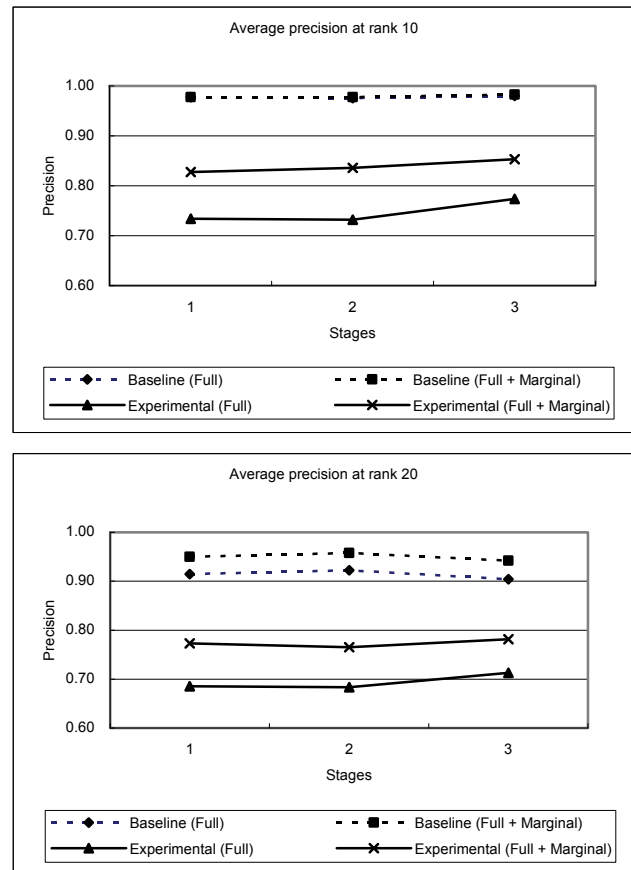 Average precision at rank 10
1.00
0.90
0.80
0.70
0.60
Precision
1 2 3
Stages
Baseline (Full) Baseline (Full + Marginal)
Experimental (Full) Experimental (Full + Marginal)
Average precision at rank 20
1.00
0.90
0.80
0.70
0.60
Precision
1 2 3
Stages
Baseline (Full) Baseline (Full + Marginal)
Experimental (Full) Experimental (Full + Marginal)